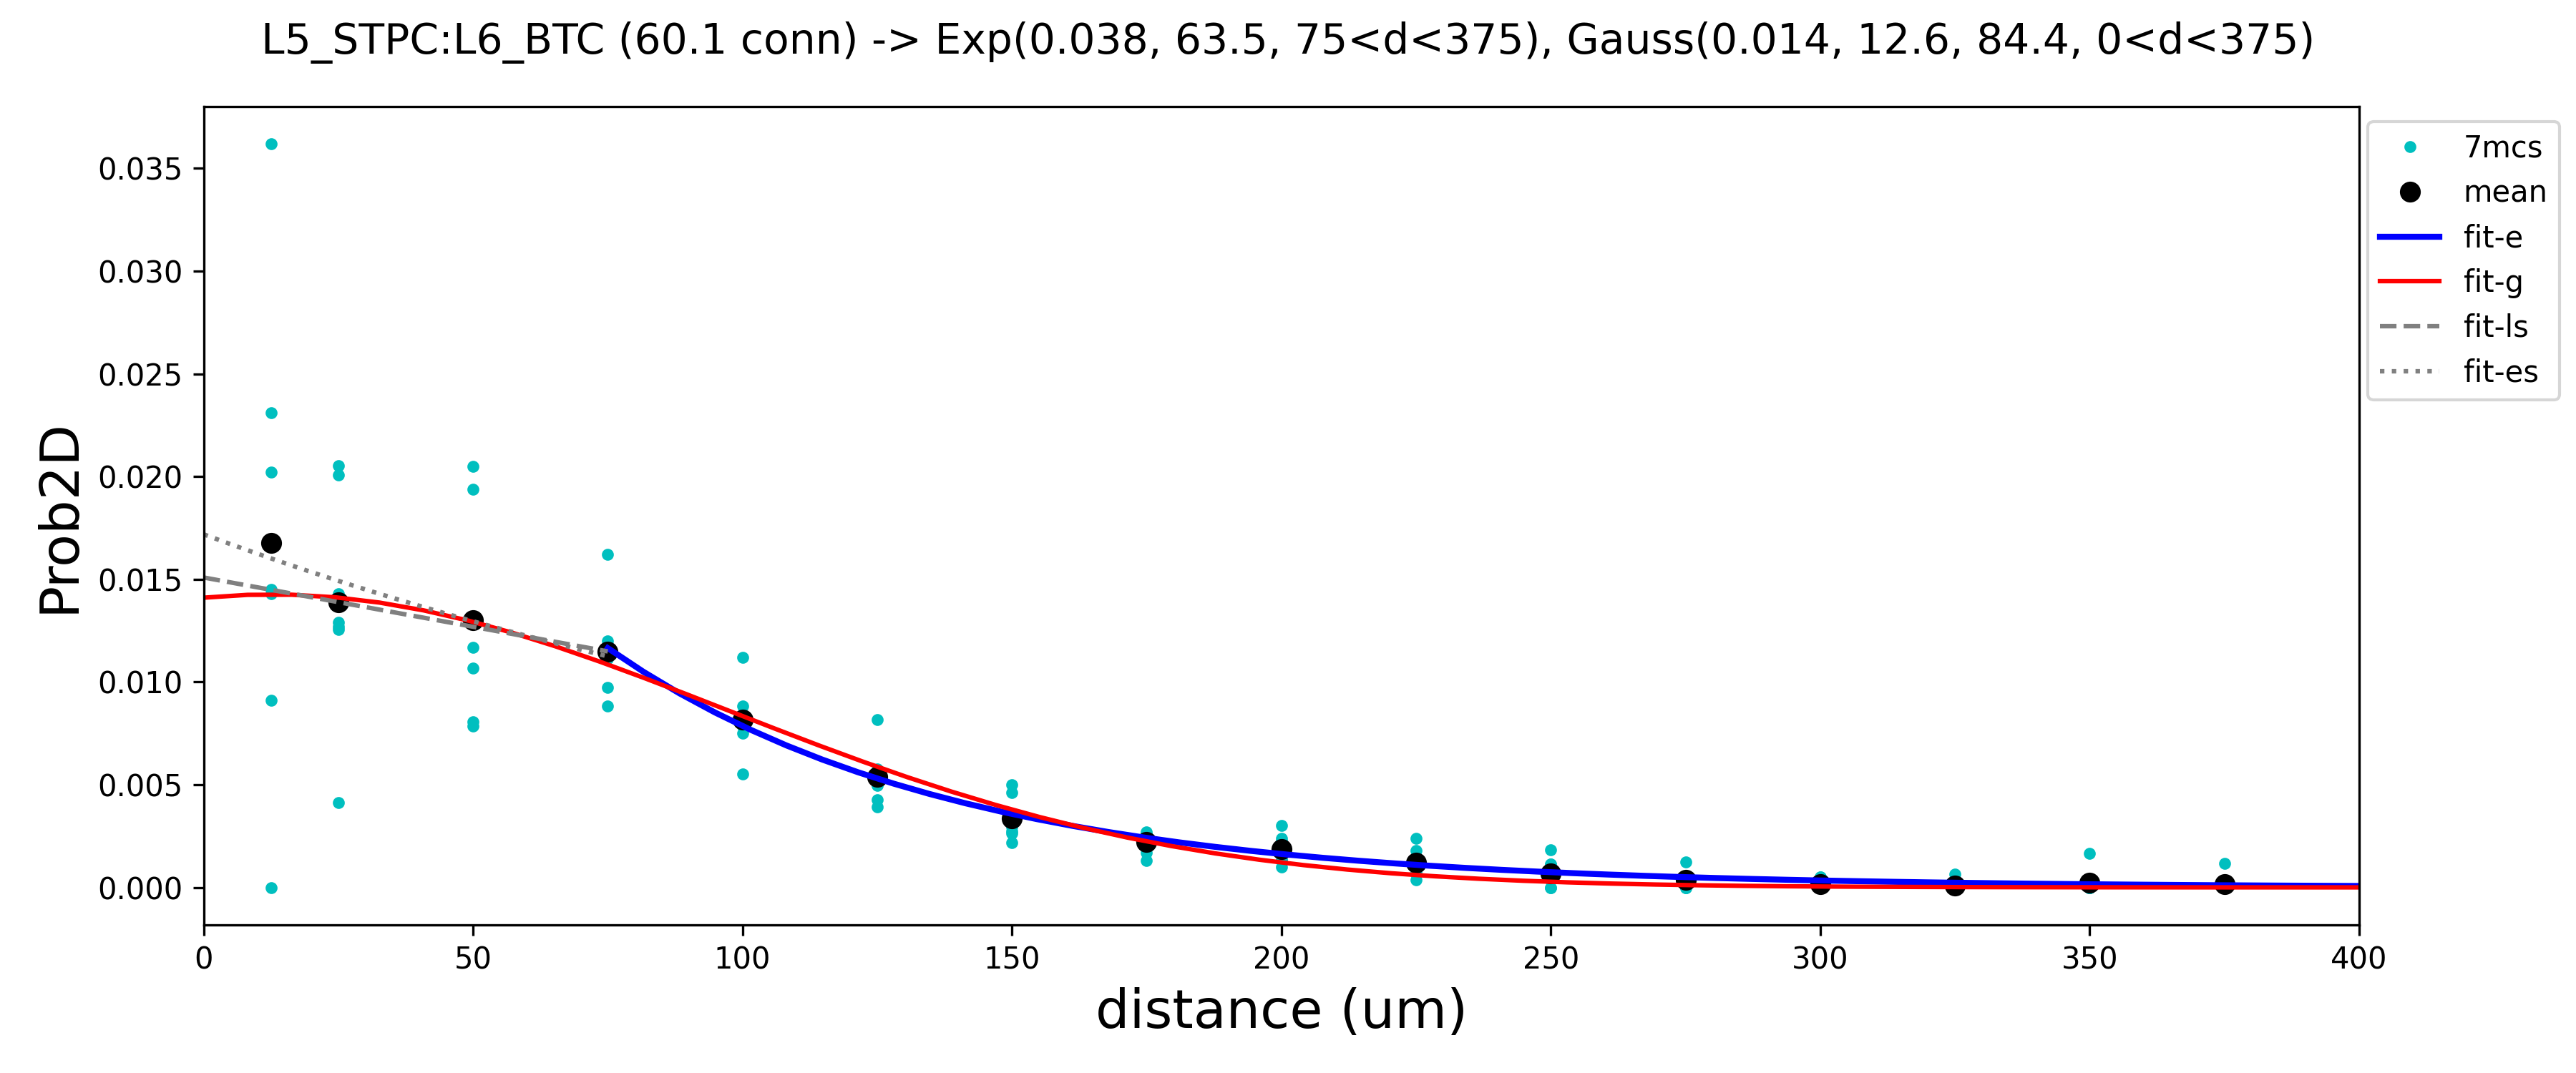 L5_STPC:L6_BTC (60.1 conn) -> Exp(0.038, 63.5, 75<d<375), Gauss(0.014, 12.6, 84.4, 0<d<375)
Prob2D
0.035
0.030
0.025
0.020
0.015
0.010
0.005
0.000
0 50 100 150 200 250 300 350 400
distance (um)
7mcs
mean
fit-e
fit-g
fit-ls
fit-es